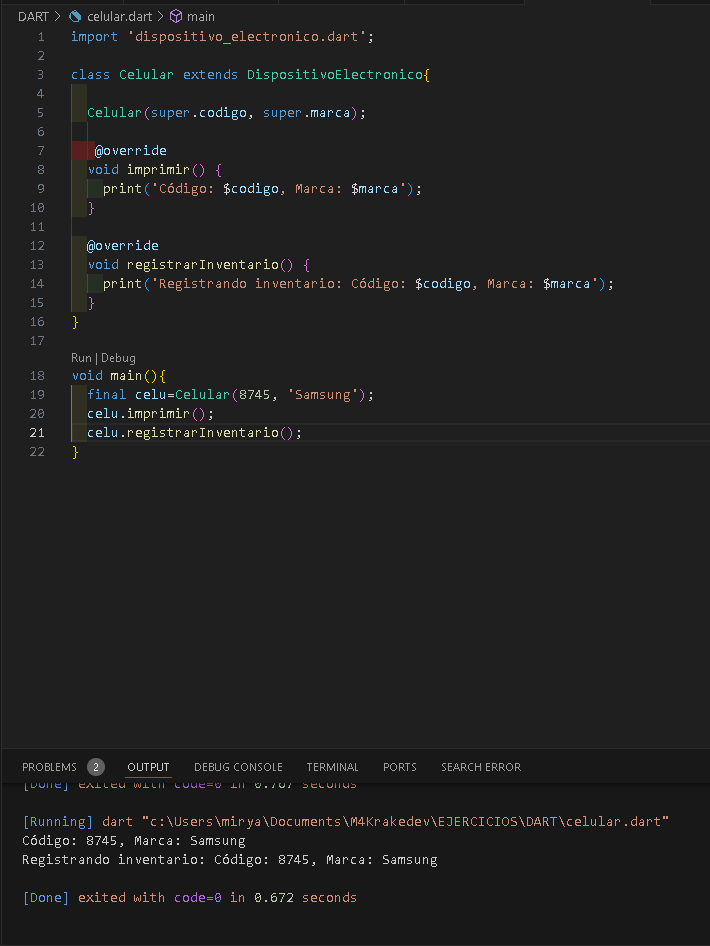 DART > celular.dart > main
1 import 'dispositivo_electronico.dart';
2
3 class Celular extends DispositivoElectronico{
4
5 Celular(super.codigo, super.marca);
6
7 @override
8 void imprimir() {
9 print('Código: $codigo, Marca: $marca');
10 }
11
12 @override
13 void registrarInventario() {
14 print('Registrando inventario: Código: $codigo, Marca: $marca');
15 }
16 }
17
Run | Debug
18 void main(){
19 final celu=Celular(8745, 'Samsung');
20 celu.imprimir();
21 celu.registrarInventario();
22 }
PROBLEMS 2 OUTPUT DEBUG CONSOLE TERMINAL PORTS SEARCH ERROR
[Done] exited with code=0 in 0.767 seconds
[Running] dart "c:\Users\mirya\Documents\M4Krakedev\EJERCICIOS\DART\celular.dart"
Código: 8745, Marca: Samsung
Registrando inventario: Código: 8745, Marca: Samsung
[Done] exited with code=0 in 0.672 seconds